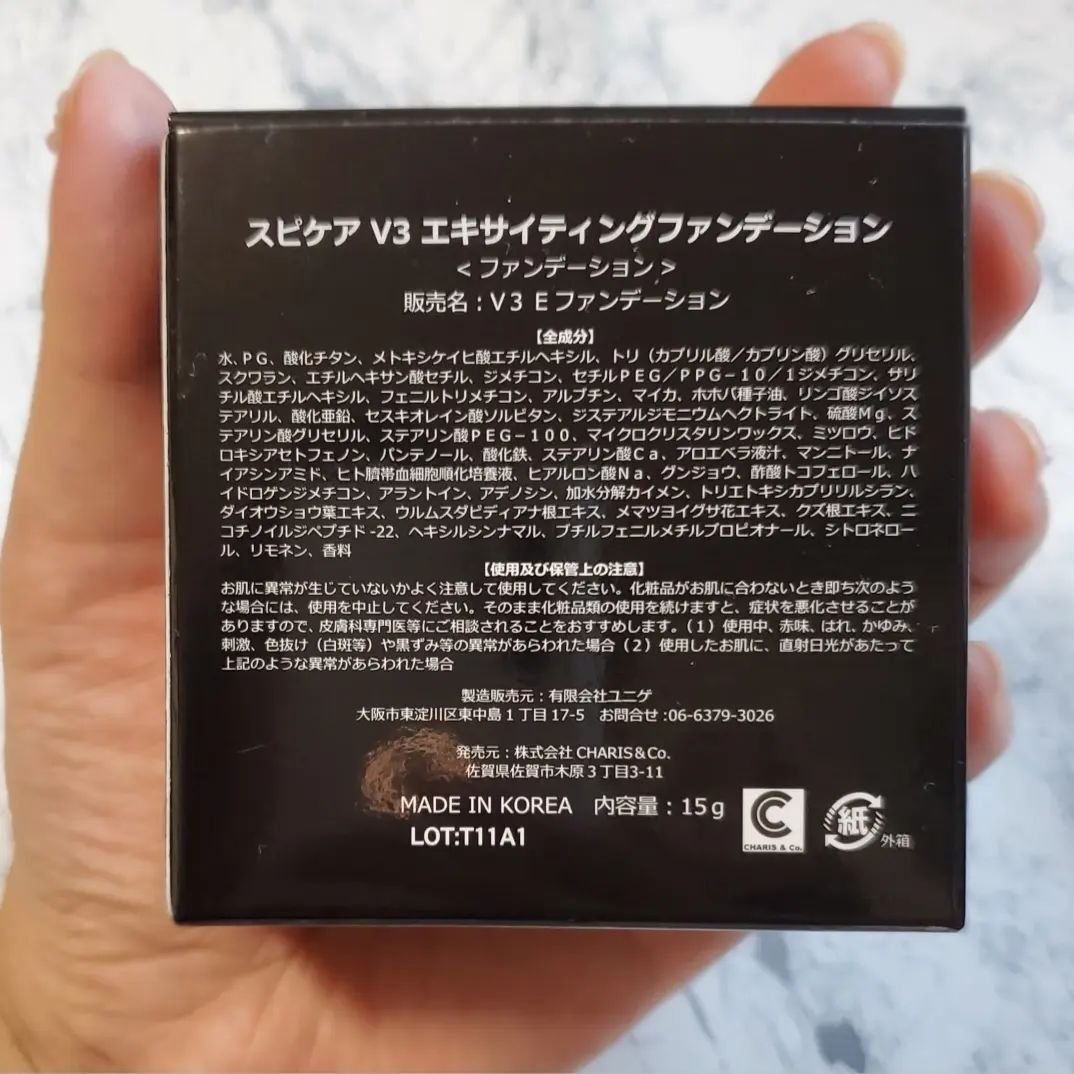 スピケア V3 エキサイティングファンデーション
<ファンデーション>
販売名:V3 Eファンデーション
【全成分】
水、PG、酸化チタン、メトキシケイヒ酸エチルヘキシル、トリ(カプリル酸/カプリン酸)グリセリル、
スクワラン、エチルヘキサン酸セチル、ジメチコン、セチルPEG/PPG-10/1ジメチコン、サリ
チル酸エチルヘキシル、フェニルトリメチコン、アルブチン、マイカ、ホホバ種子油、リンゴ酸ジイソス
テアリル、酸化亜鉛、セスキオレイン酸ソルビタン、ジステアルジモニウムヘクトライト、硫酸Mg、ス
テアリン酸グリセリル、ステアリン酸PEG-100、マイクロクリスタリンワックス、ミツロウ、ヒド
ロキシアセトフェノン、パンテノール、酸化鉄、ステアリン酸Ca、アロエベラ液汁、マンニトール、ナ
イアシンアミド、ヒト臍帯血細胞順化培養液、ヒアルロン酸Na、グンジョウ、酢酸トコフェロール、ハ
イドロゲンジメチコン、アラントイン、アデノシン、加水分解カイメン、トリエトキシカプリリルシラン、
ダイオウショウ葉エキス、ウルムスダビディアナ根エキス、メマツヨイグサ花エキス、クズ根エキス、ニ
コチノイルジペプチド-22、ヘキシルシンナマル、ブチルフェニルメチルプロピオナール、シトロネロー
ル、リモネン、香料
【使用及び保管上の注意】
お肌に異常が生じていないかよく注意して使用してください。化粧品がお肌に合わないとき即ち次のよう
な場合には、使用を中止してください。そのまま化粧品類の使用を続けますと、症状を悪化させることが
ありますので、皮膚科専門医等にご相談されることをおすすめします。(1)使用中、赤味、はれ、かゆみ、
刺激、色抜け(白斑等)や黒ずみ等の異常があらわれた場合(2)使用したお肌に、直射日光があたって
上記のような異常があらわれた場合
製造販売元:有限会社ユニゲ
大阪市東淀川区東中島1丁目17-5 お問合せ:06-6379-3026
発売元:株式会社 CHARIS&Co.
佐賀県佐賀市木原3丁目3-11
MADE IN KOREA 内容量:15g
LOT:T11A1
C
CHARIS & Co.
紙
外箱